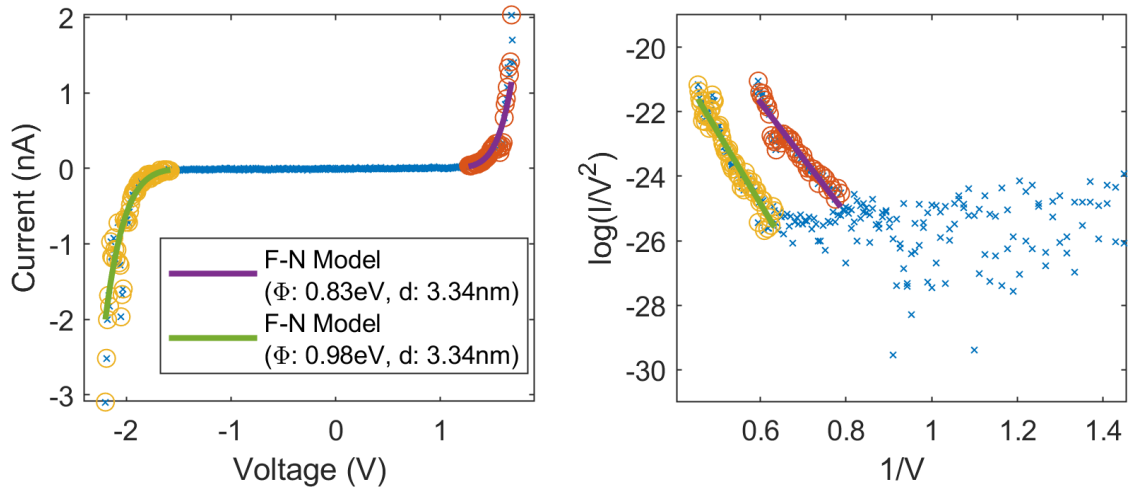 2
1
0
-1
-2
-3
Current (nA)
-2
-1
0
1
Voltage (V)
F-N Model
(Φ: 0.83eV, d: 3.34nm)
F-N Model
(Φ: 0.98eV, d: 3.34nm)
-20
-22
-24
-26
-28
-30
log(I/V²)
0.6
0.8
1
1.2
1.4
1/V